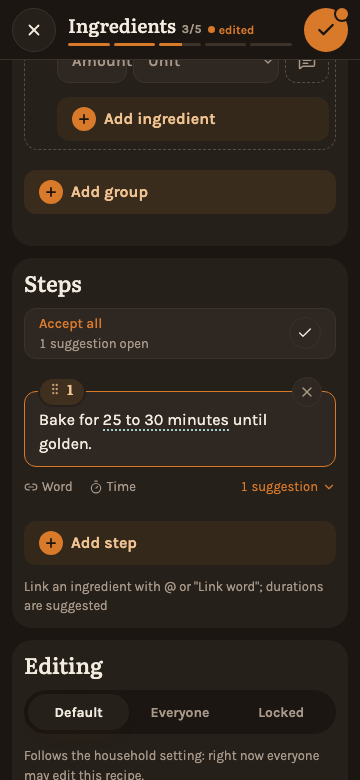 Ingredients 3/5 edited
Amount Unit
Add ingredient
Add group
Steps
Accept all
1 suggestion open
1
Bake for 25 to 30 minutes until
golden.
Word Time 1 suggestion
Add step
Link an ingredient with @ or "Link word"; durations
are suggested
Editing
Default Everyone Locked
Follows the household setting: right now everyone
may edit this recipe.